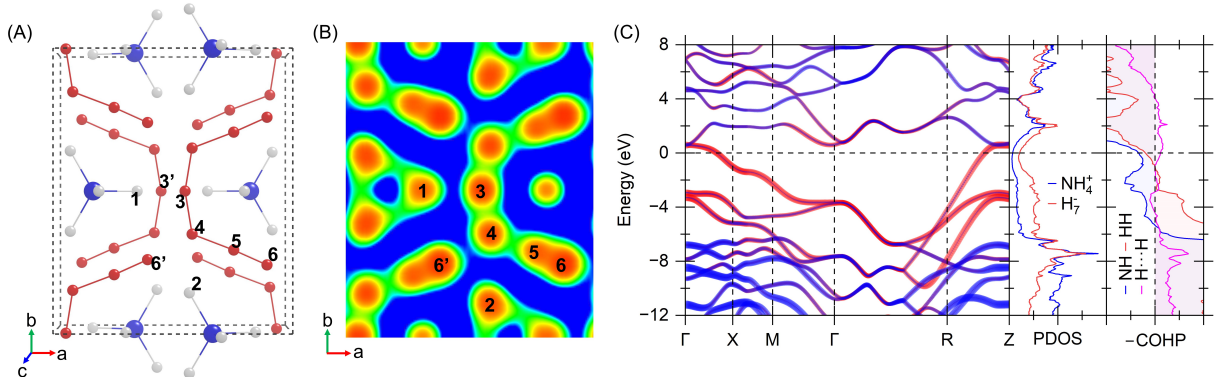 (A)
1
3'
3
4
5
6
6'
2
b
a
c
(B)
1
3
4
5
6
6'
2
b
a
(C)
Energy (eV)
8
4
0
−4
−8
−12
Γ
X
M
Γ
R
Z
NH₄⁺
H₇
PDOS
NH HH
H···H
−COHP